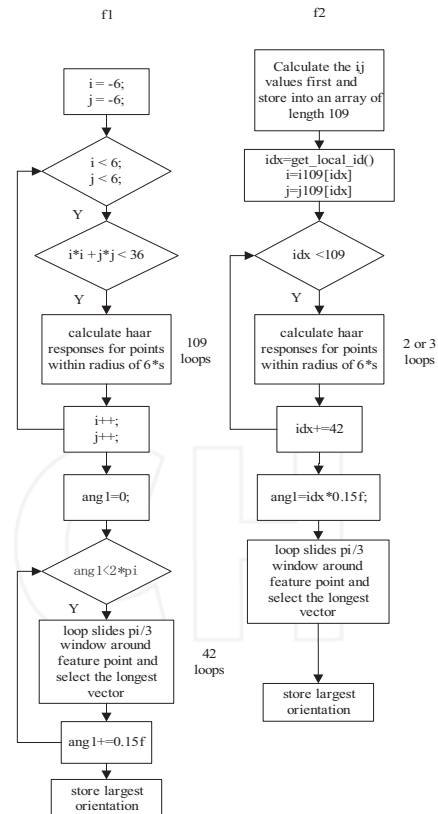 f1
i = -6;
j = -6;
i < 6;
j < 6;
Y
i*i + j*j < 36
Y
calculate haar
responses for points
within radius of 6*s
109
loops
i++;
j++;
ang1=0;
ang1<2*pi
Y
loop slides pi/3
window around
feature point and
select the longest
vector
42
loops
ang1+=0.15f
store largest
orientation
f2
Calculate the ij
values first and
store into an array of
length 109
idx=get_local_id()
i=i109[idx]
j=j109[idx]
idx <109
Y
calculate haar
responses for points
within radius of 6*s
2 or 3
loops
idx+=42
ang1=idx*0.15f;
loop slides pi/3
window around
feature point and
select the longest
vector
store largest
orientation
CH